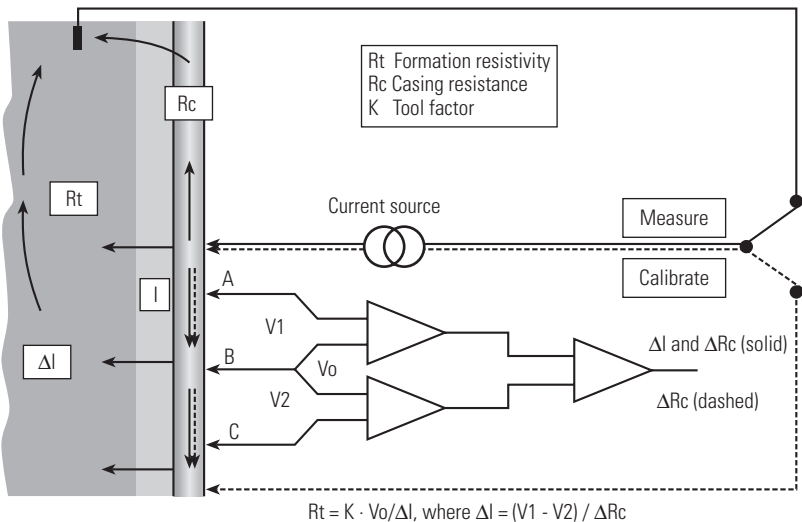 Rt Formation resistivity
Rc Casing resistance
K Tool factor
Rc
Rt
Current source
Measure
Calibrate
I
A
V1
B
Vo
V2
C
ΔI
ΔI and ΔRc (solid)
ΔRc (dashed)
Rt = K · Vo/ΔI, where ΔI = (V1 - V2) / ΔRc